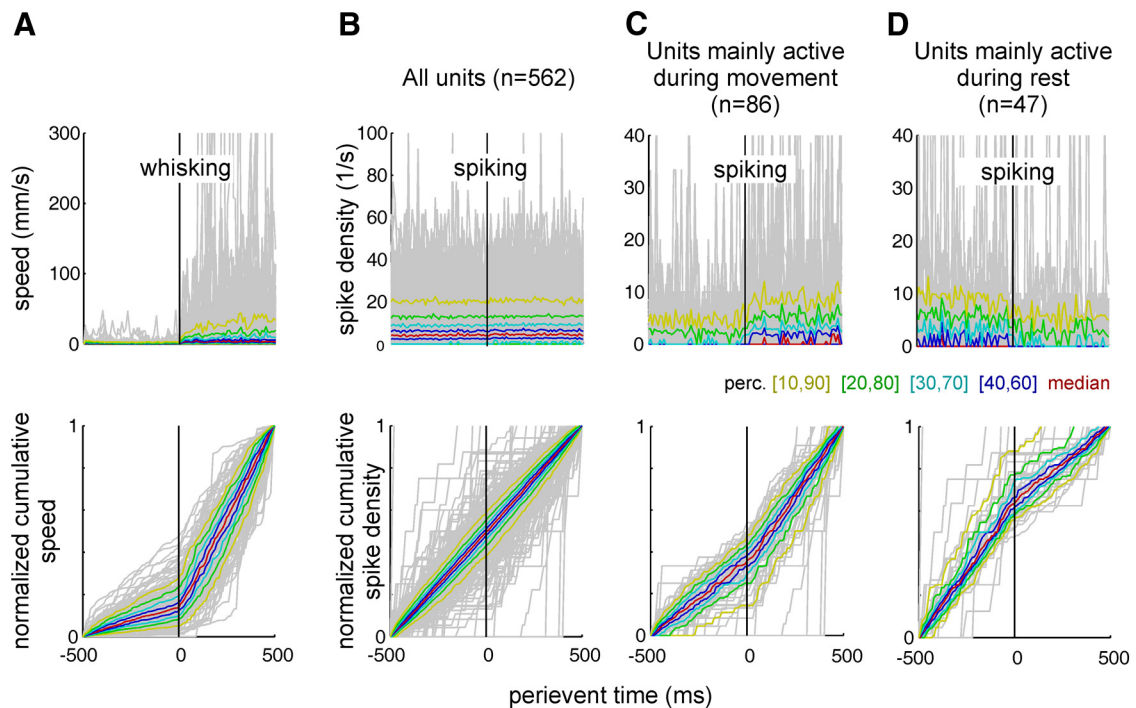 A
B
C
D
All units (n=562)
Units mainly active
during movement
(n=86)
Units mainly active
during rest
(n=47)
speed (mm/s)
300
200
100
0
whisking
spike density (1/s)
100
80
60
40
20
0
spiking
40
30
20
10
0
spiking
40
30
20
10
0
spiking
perc. [10,90] [20,80] [30,70] [40,60] median
normalized cumulative
speed
1
0
-500 0 500
normalized cumulative
spike density
1
0
-500 0 500
1
0
-500 0 500
1
0
-500 0 500
perievent time (ms)